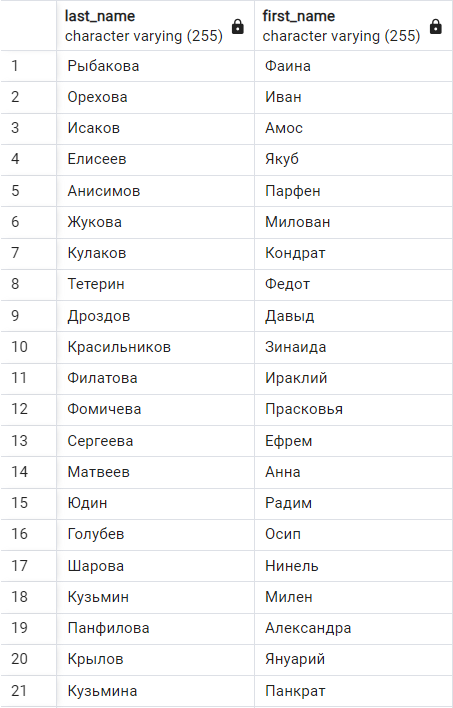 last_name first_name
character varying (255) character varying (255)
1 Рыбакова Фаина
2 Орехова Иван
3 Исаков Амос
4 Елисеев Якуб
5 Анисимов Парфен
6 Жукова Милован
7 Кулаков Кондрат
8 Тетерин Федот
9 Дроздов Давыд
10 Красильников Зинаида
11 Филатова Ираклий
12 Фомичева Прасковья
13 Сергеева Ефрем
14 Матвеев Анна
15 Юдин Радим
16 Голубев Осип
17 Шарова Нинель
18 Кузьмин Милен
19 Панфилова Александра
20 Крылов Януарий
21 Кузьмина Панкрат